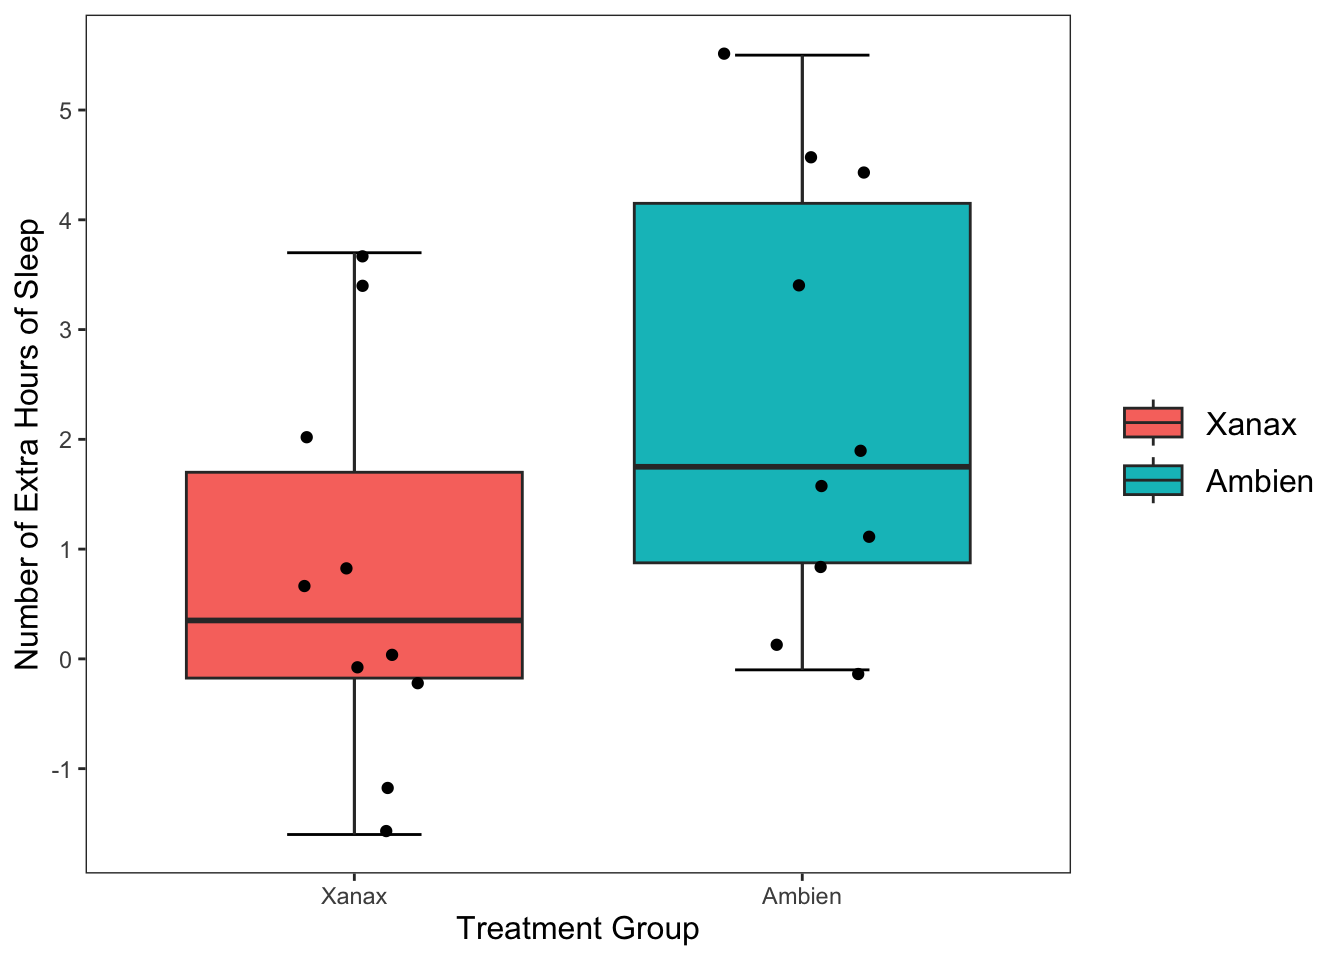 Number of Extra Hours of Sleep
5
4
3
2
1
0
-1
Xanax
Ambien
Treatment Group
Xanax
Ambien